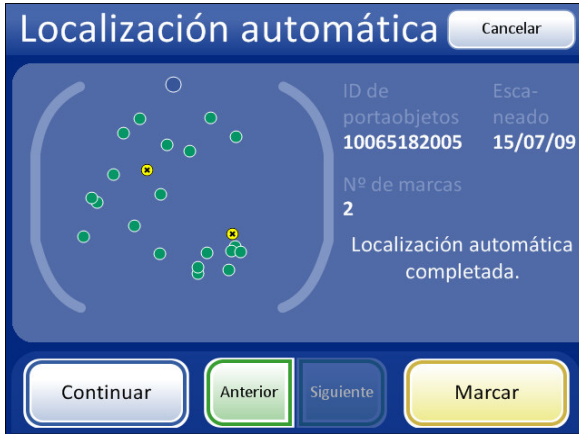 Localización automática
Cancelar
ID de
portaobjetos
10065182005
Esca-
neado
15/07/09
Nº de marcas
2
Localización automática
completada.
Continuar
Anterior
Siguiente
Marcar